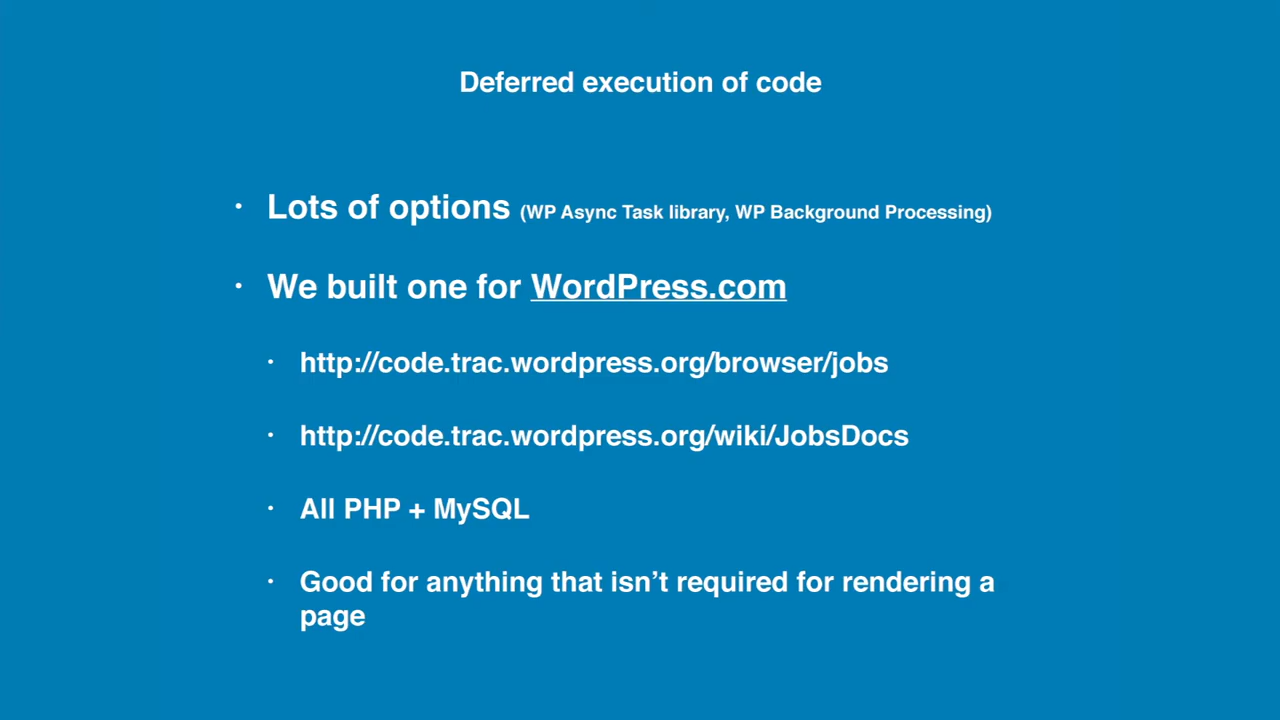 Deferred execution of code
• Lots of options (WP Async Task library, WP Background Processing)
• We built one for WordPress.com
• http://code.trac.wordpress.org/browser/jobs
• http://code.trac.wordpress.org/wiki/JobsDocs
• All PHP + MySQL
• Good for anything that isn’t required for rendering a
page